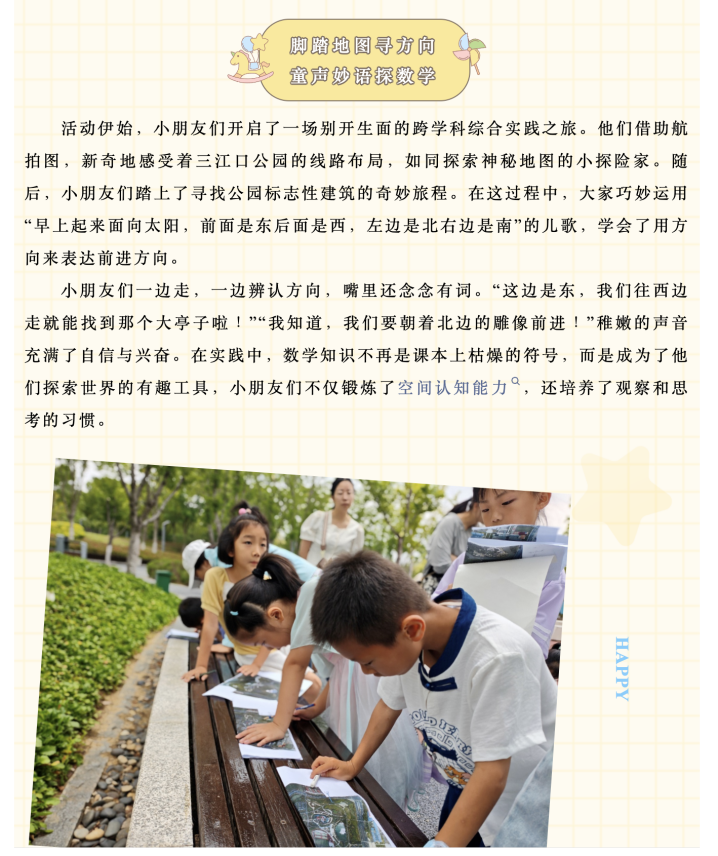 脚踏地图寻方向
童声妙语探数学
活动伊始，小朋友们开启了一场别开生面的跨学科综合实践之旅。他们借助航
拍图，新奇地感受着三江口公园的线路布局，如同探索神秘地图的小探险家。随
后，小朋友们踏上了寻找公园标志性建筑的奇妙旅程。在这过程中，大家巧妙运用
“早上起来面向太阳，前面是东后面是西，左边是北右边是南”的儿歌，学会了用方
向来表达前进方向。
小朋友们一边走，一边辨认方向，嘴里还念念有词。“这边是东，我们往西边
走就能找到那个大亭子啦！”“我知道，我们要朝着北边的雕像前进！”稚嫩的声音
充满了自信与兴奋。在实践中，数学知识不再是课本上枯燥的符号，而是成为了他
们探索世界的有趣工具，小朋友们不仅锻炼了空间认知能力，还培养了观察和思
考的习惯。
HAPPY